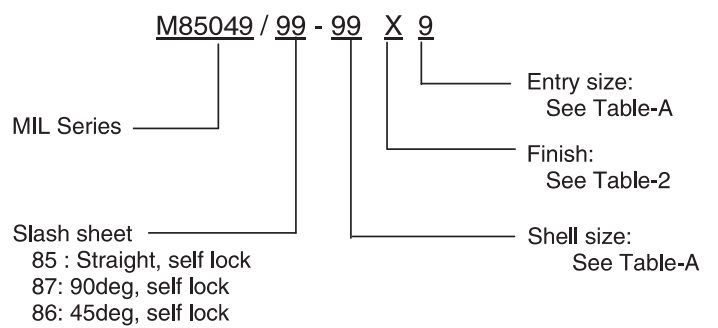 M85049 / 99 - 99 X 9
Entry size:
See Table-A
MIL Series
Finish:
See Table-2
Slash sheet
85 : Straight, self lock
87: 90deg, self lock
86: 45deg, self lock
Shell size:
See Table-A